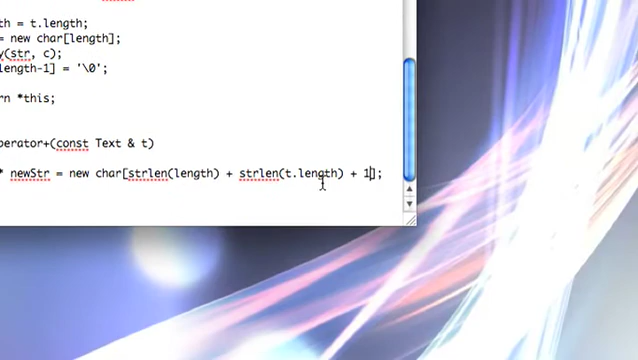 th = t.length;
= new char[length];
y(str, c);
length-1] = '\0';
rn *this;
perator+(const Text & t)
* newStr = new char[strlen(length) + strlen(t.length) + 1];